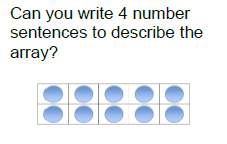 Can you write 4 number
sentences to describe the
array?